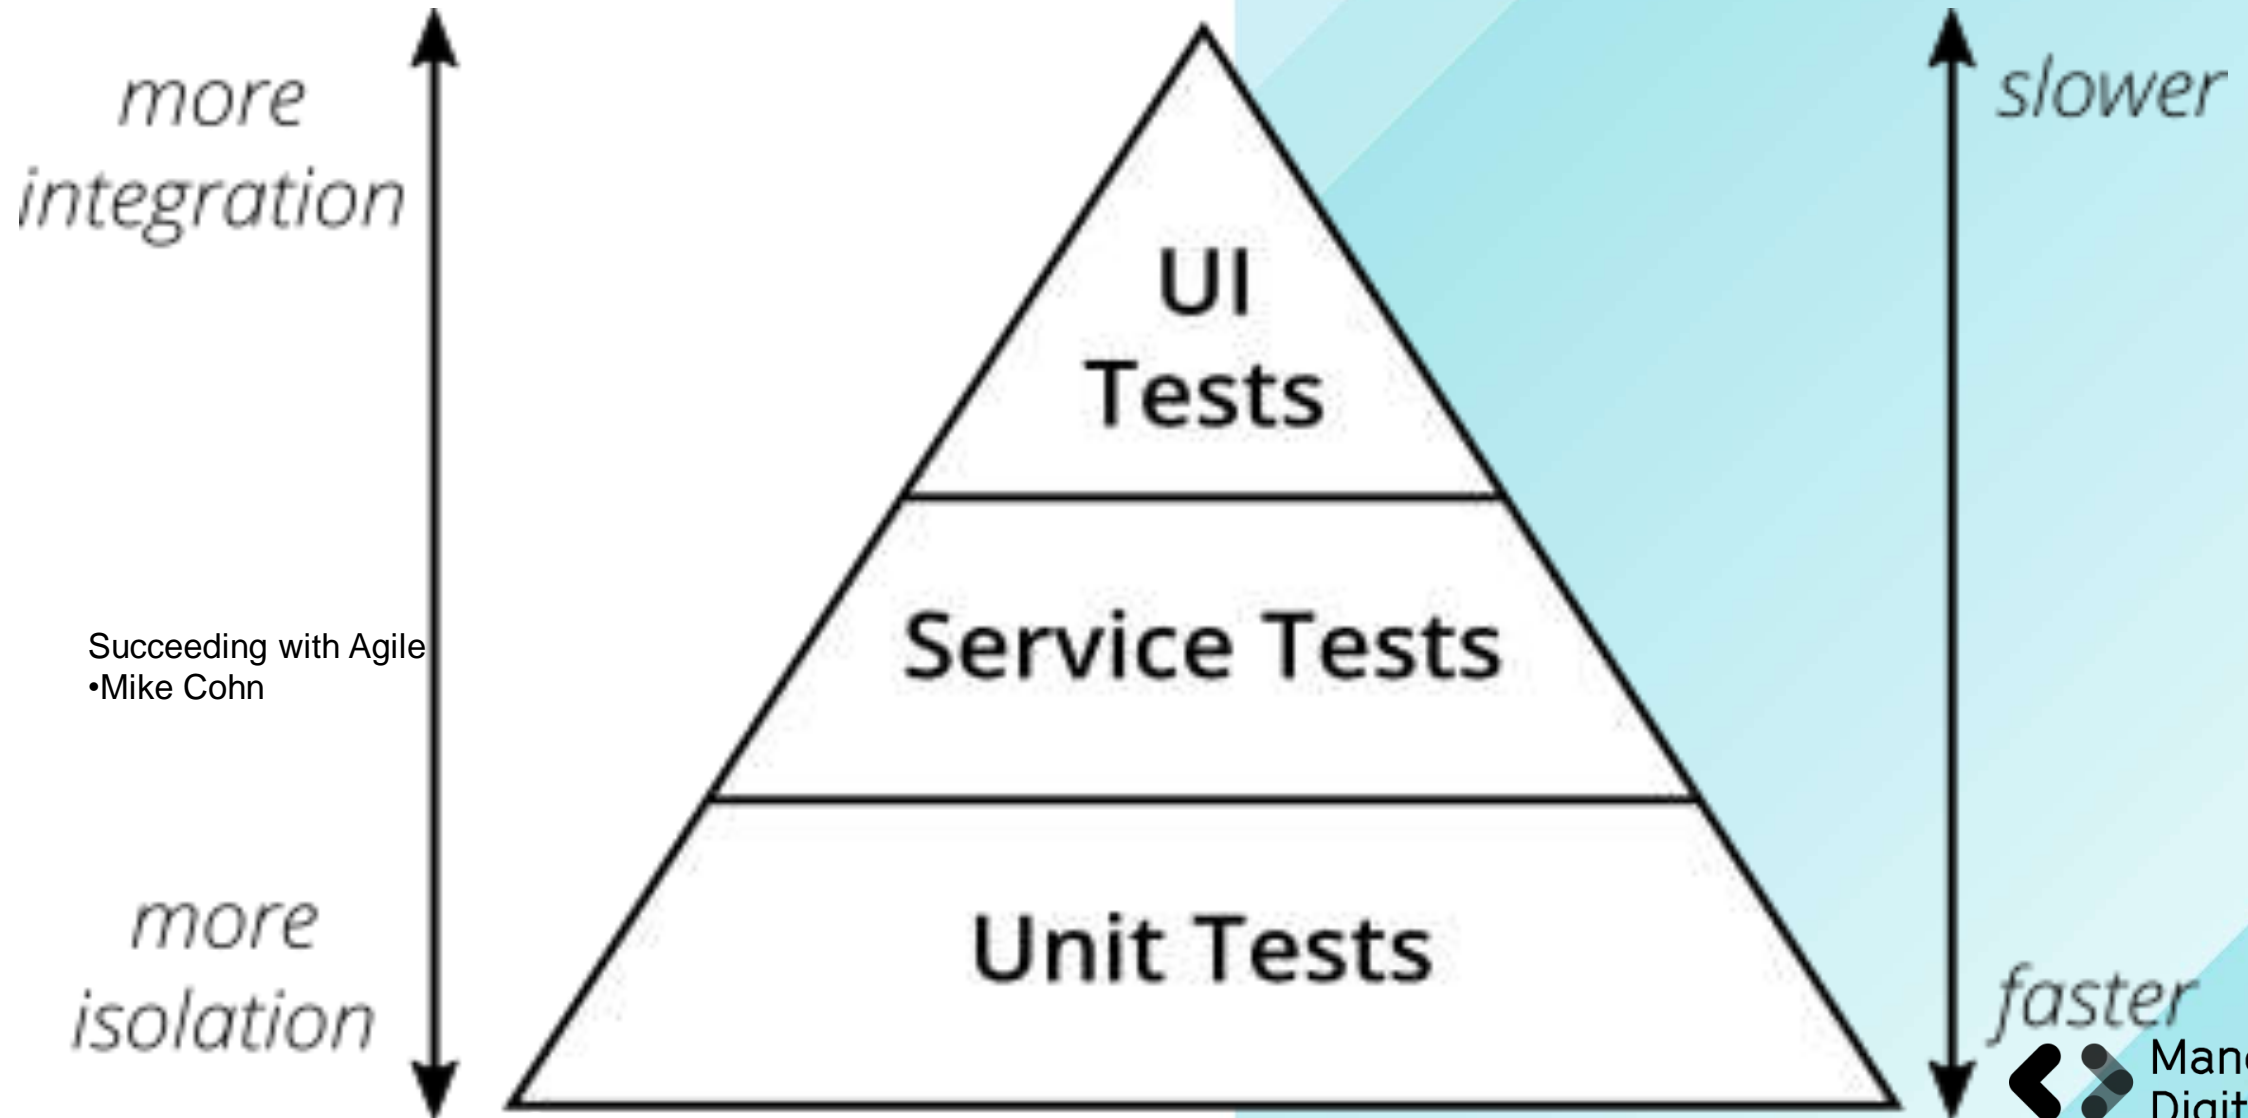 more
integration
slower
UI
Tests
Service Tests
Succeeding with Agile
•Mike Cohn
Unit Tests
more
isolation
faster